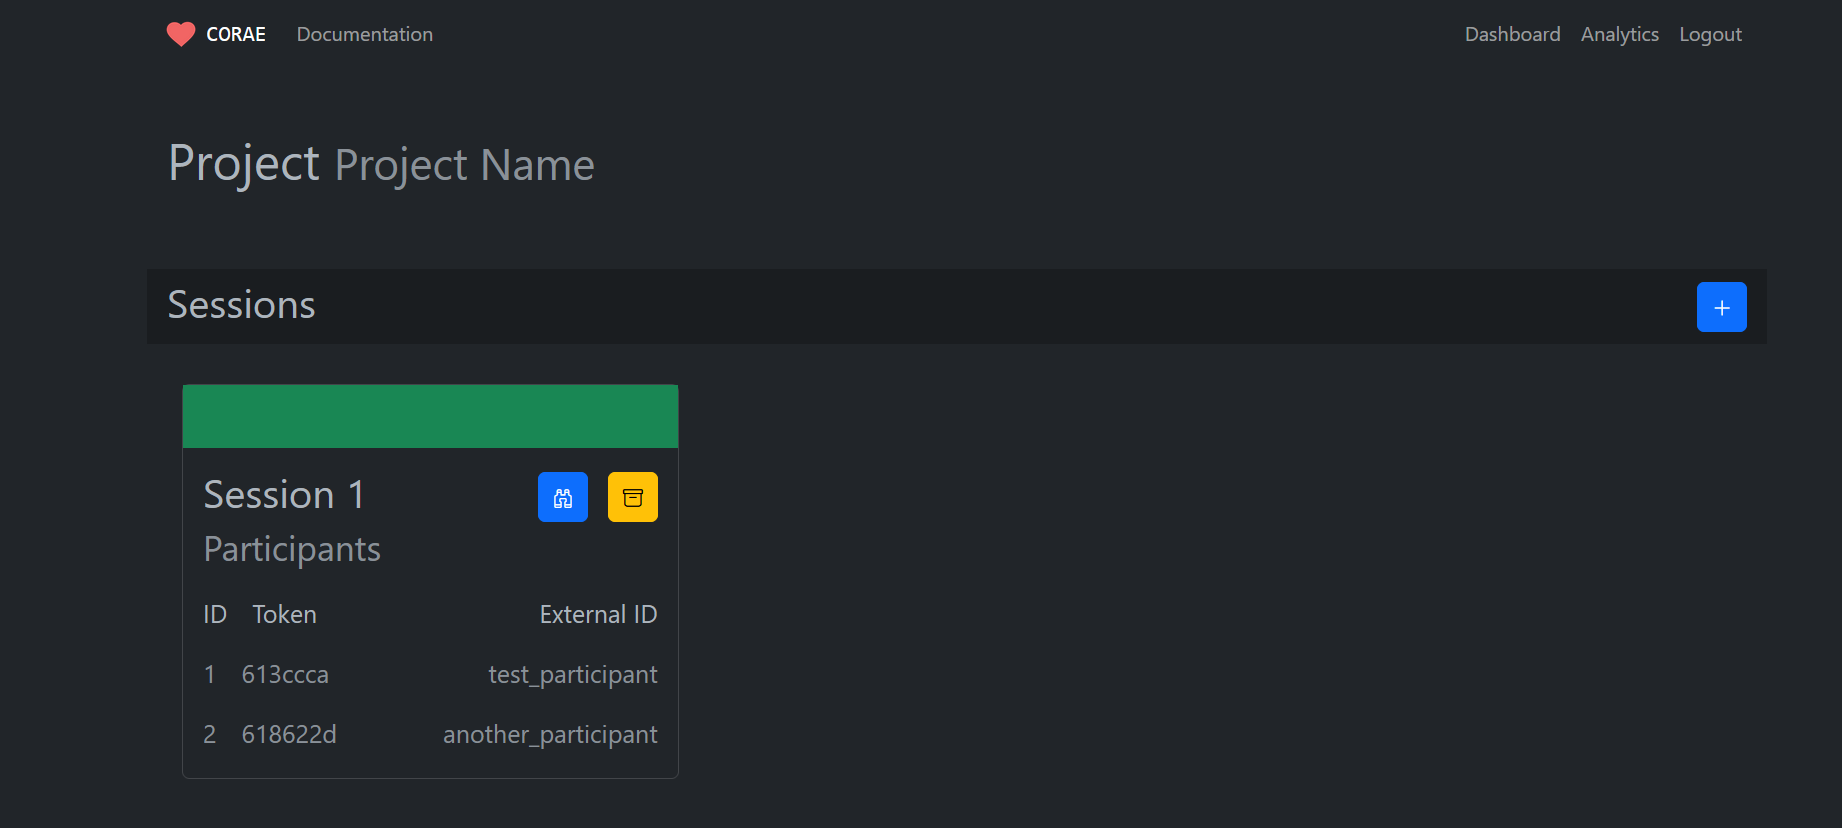 CORAE Documentation Dashboard Analytics Logout
Project Project Name
Sessions
Session 1
Participants
ID Token External ID
1 613ccca test_participant
2 618622d another_participant